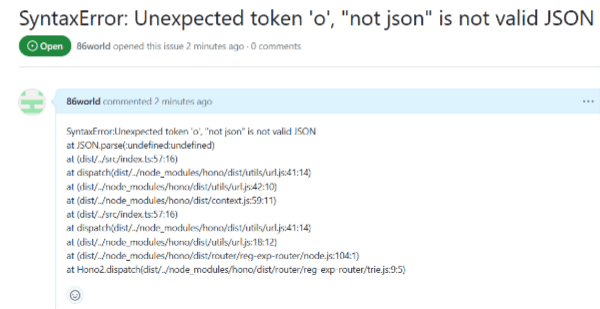 SyntaxError: Unexpected token 'o', "not json" is not valid JSON
Open 86world opened this issue 2 minutes ago · 0 comments
86world commented 2 minutes ago
SyntaxError:Unexpected token 'o', "not json" is not valid JSON
at JSON.parse(:undefined:undefined)
at (dist/../src/index.ts:57:16)
at dispatch(dist/../node_modules/hono/dist/utils/url.js:41:14)
at (dist/../node_modules/hono/dist/utils/url.js:42:10)
at (dist/../node_modules/hono/dist/context.js:59:11)
at (dist/../src/index.ts:57:16)
at dispatch(dist/../node_modules/hono/dist/utils/url.js:41:14)
at (dist/../node_modules/hono/dist/utils/url.js:18:12)
at (dist/../node_modules/hono/dist/router/reg-exp-router/node.js:104:1)
at Hono2.dispatch(dist/../node_modules/hono/dist/router/reg-exp-router/trie.js:9:5)